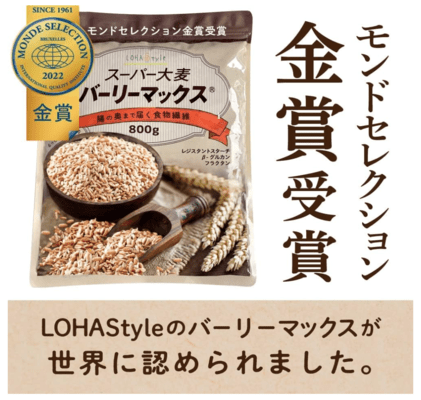 SINCE 1961
MONDE SELECTION
BRUXELLES
2022
INTERNATIONAL QUALITY INSTITUTE
金賞
モンドセレクション金賞受賞
LOHAStyle
スーパー大麦
バーリーマックス®
腸の奥まで届く食物繊維
800g
レジスタントスターチ
β-グルカン
フラクタン
モンドセレクション
金賞受賞
LOHAStyleのバーリーマックスが
世界に認められました。